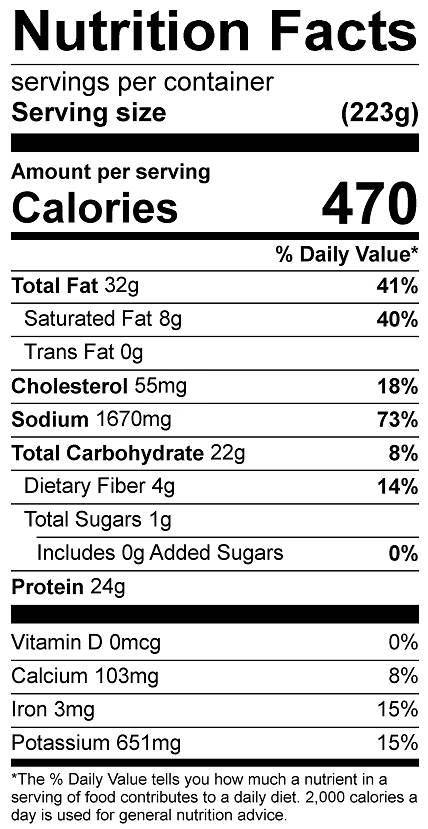 Nutrition Facts
servings per container
Serving size (223g)
Amount per serving
Calories 470
% Daily Value*
Total Fat 32g 41%
Saturated Fat 8g 40%
Trans Fat 0g
Cholesterol 55mg 18%
Sodium 1670mg 73%
Total Carbohydrate 22g 8%
Dietary Fiber 4g 14%
Total Sugars 1g
Includes 0g Added Sugars 0%
Protein 24g
Vitamin D 0mcg 0%
Calcium 103mg 8%
Iron 3mg 15%
Potassium 651mg 15%
*The % Daily Value tells you how much a nutrient in a
serving of food contributes to a daily diet. 2,000 calories a
day is used for general nutrition advice.